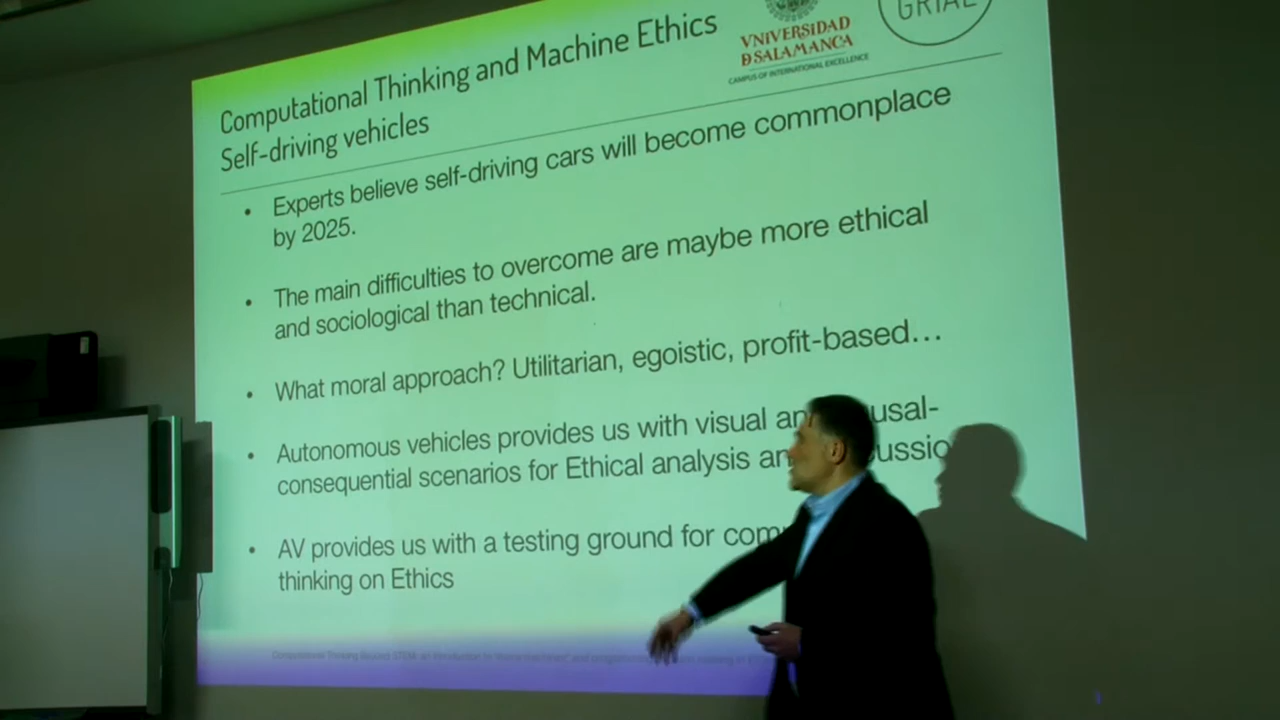 Computational Thinking and Machine Ethics
Self-driving vehicles
VNIVERSIDAD
D SALAMANCA
CAMPUS OF INTERNATIONAL EXCELLENCE
GRIAL
• Experts believe self-driving cars will become commonplace
by 2025.
• The main difficulties to overcome are maybe more ethical
and sociological than technical.
• What moral approach? Utilitarian, egoistic, profit-based…
• Autonomous vehicles provides us with visual an usal-
consequential scenarios for Ethical analysis an ussio
• AV provides us with a testing ground for com
thinking on Ethics